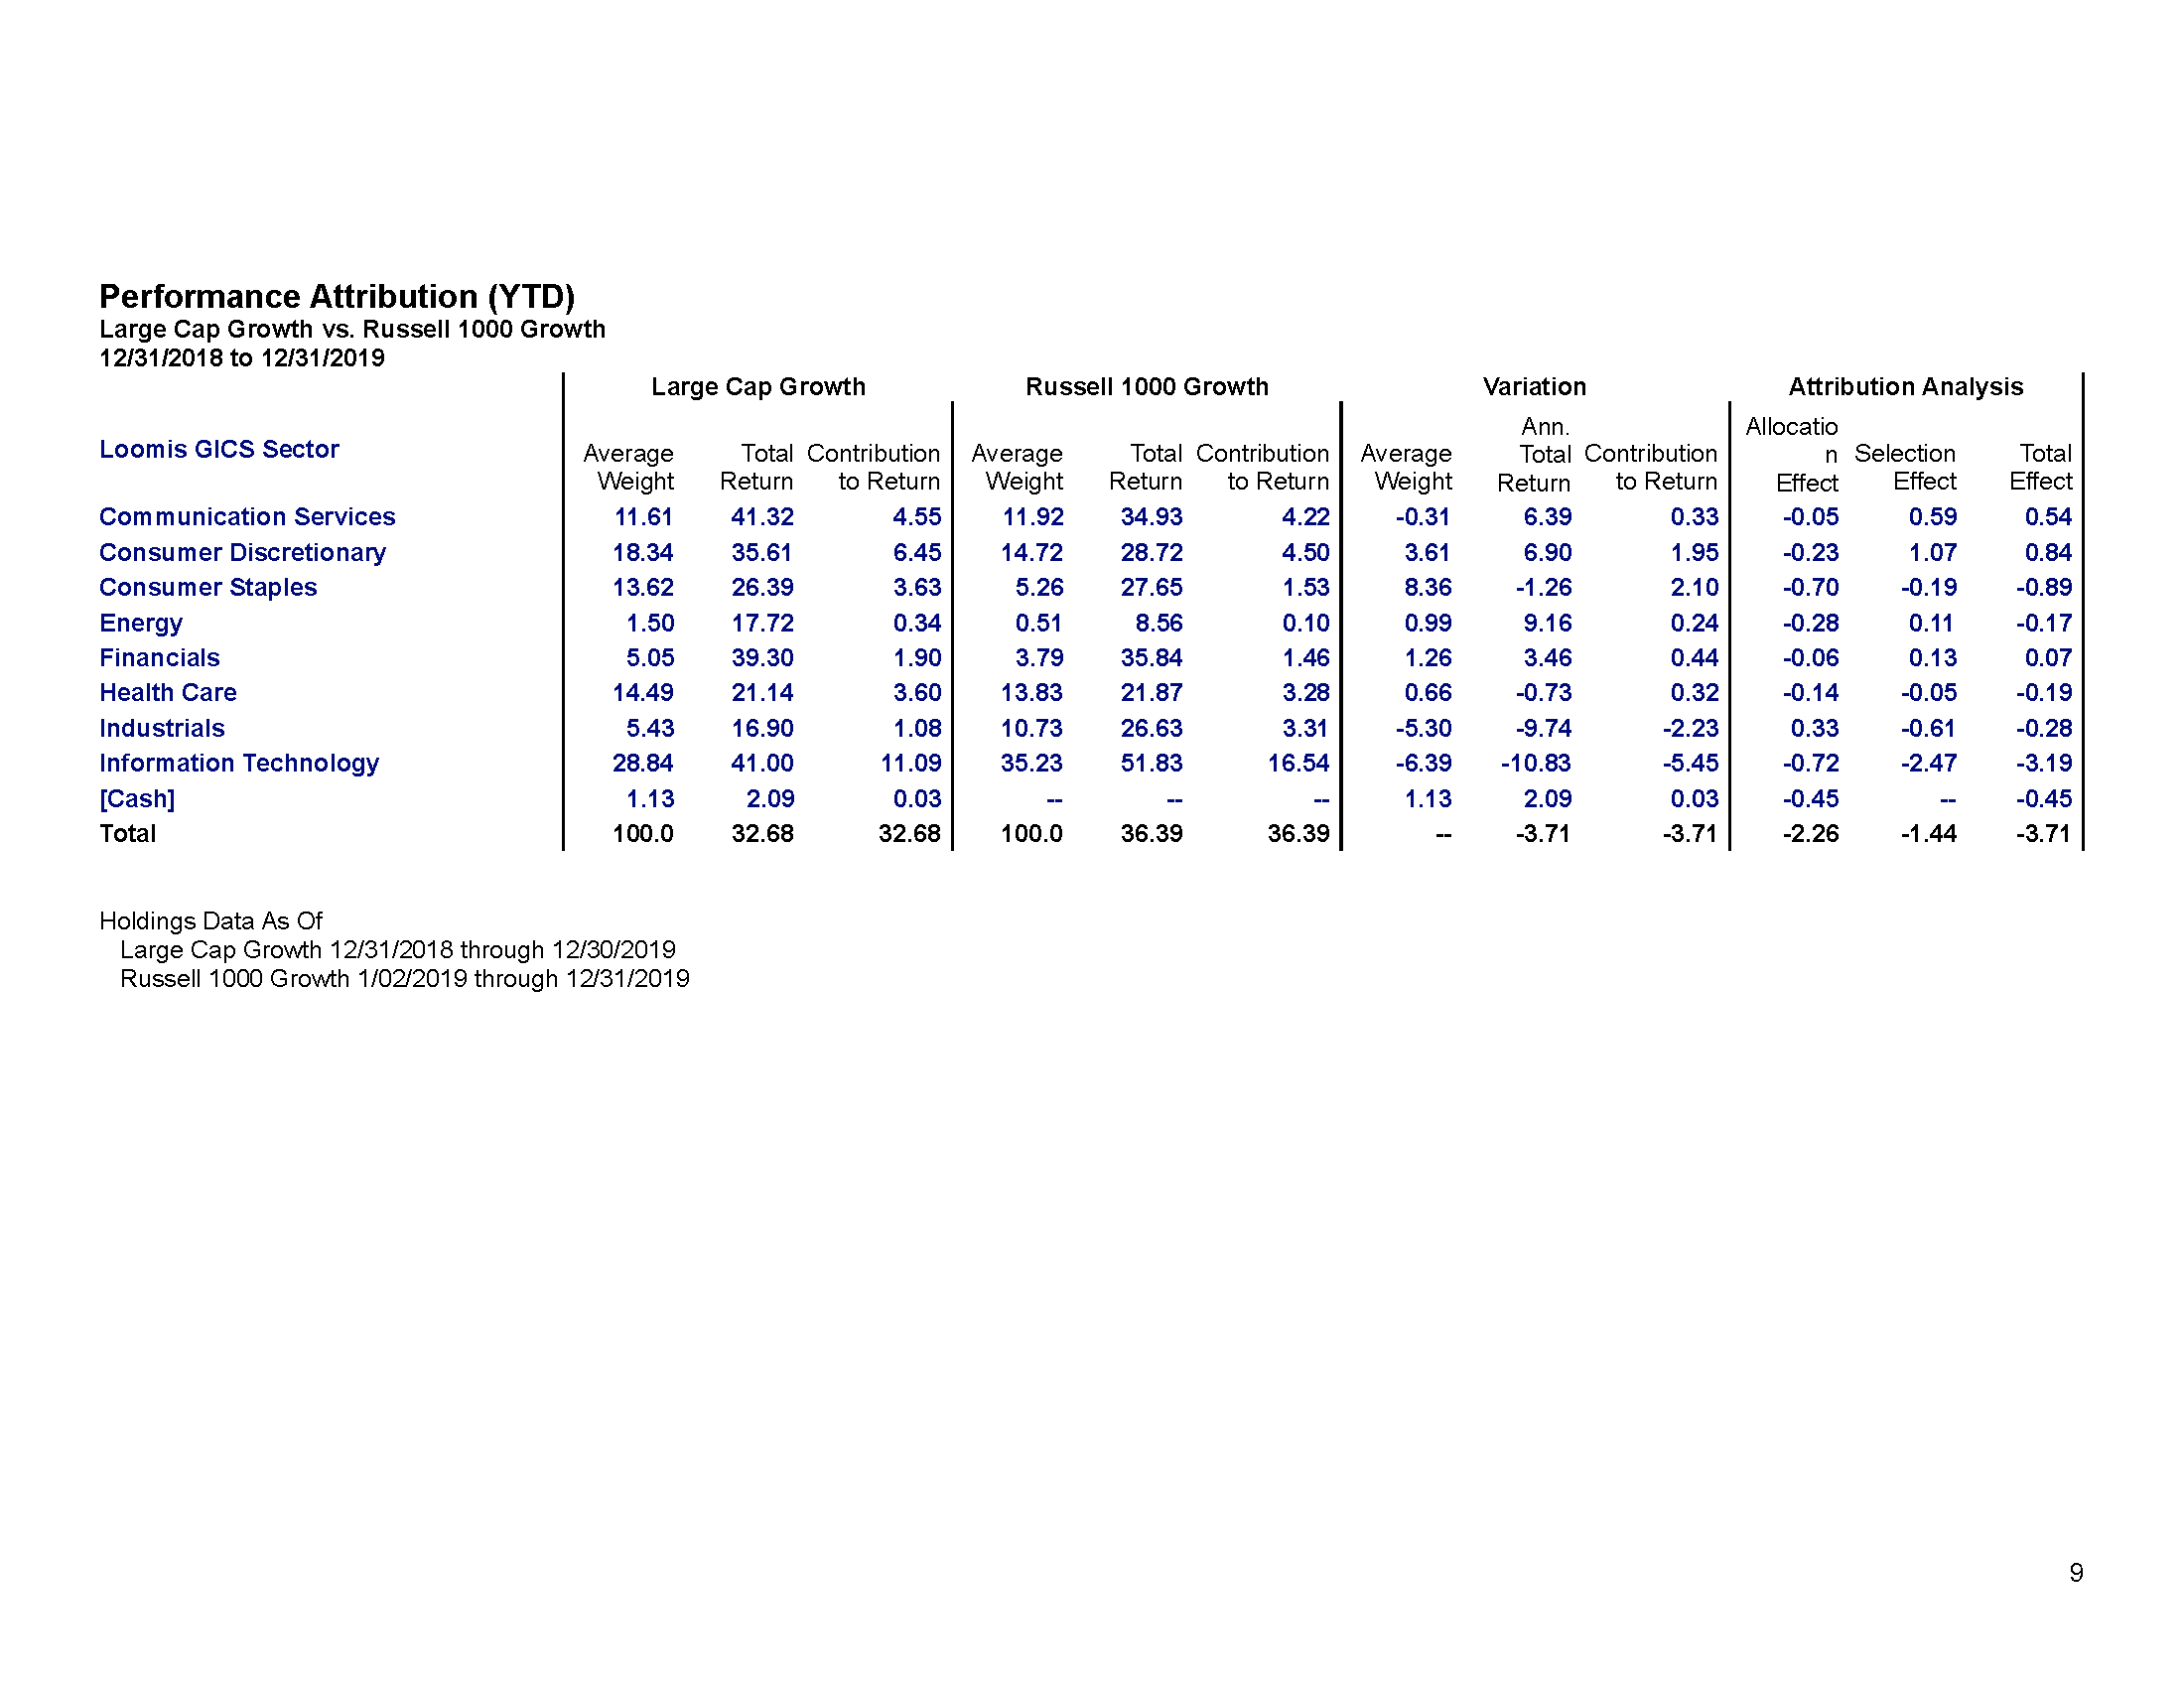 Performance Attribution (YTD)
Large Cap Growth vs. Russell 1000 Growth
12/31/2018 to 12/31/2019
Large Cap Growth Russell 1000 Growth Variation Attribution Analysis
Loomis GICS Sector Average Weight Total Return Contribution to Return Average Weight Total Return Contribution to Return Average Weight Ann. Total Return Contribution to Return Allocatio n Effect Selection Effect Total Effect
Communication Services 11.61 41.32 4.55 11.92 34.93 4.22 -0.31 6.39 0.33 -0.05 0.59 0.54
Consumer Discretionary 18.34 35.61 6.45 14.72 28.72 4.50 3.61 6.90 1.95 -0.23 1.07 0.84
Consumer Staples 13.62 26.39 3.63 5.26 27.65 1.53 8.36 -1.26 2.10 -0.70 -0.19 -0.89
Energy 1.50 17.72 0.34 0.51 8.56 0.10 0.99 9.16 0.24 -0.28 0.11 -0.17
Financials 5.05 39.30 1.90 3.79 35.84 1.46 1.26 3.46 0.44 -0.06 0.13 0.07
Health Care 14.49 21.14 3.60 13.83 21.87 3.28 0.66 -0.73 0.32 -0.14 -0.05 -0.19
Industrials 5.43 16.90 1.08 10.73 26.63 3.31 -5.30 -9.74 -2.23 0.33 -0.61 -0.28
Information Technology 28.84 41.00 11.09 35.23 51.83 16.54 -6.39 -10.83 -5.45 -0.72 -2.47 -3.19
[Cash] 1.13 2.09 0.03 -- -- -- 1.13 2.09 0.03 -0.45 -- -0.45
Total 100.0 32.68 32.68 100.0 36.39 36.39 -- -3.71 -3.71 -2.26 -1.44 -3.71
Holdings Data As Of
Large Cap Growth 12/31/2018 through 12/30/2019
Russell 1000 Growth 1/02/2019 through 12/31/2019
9